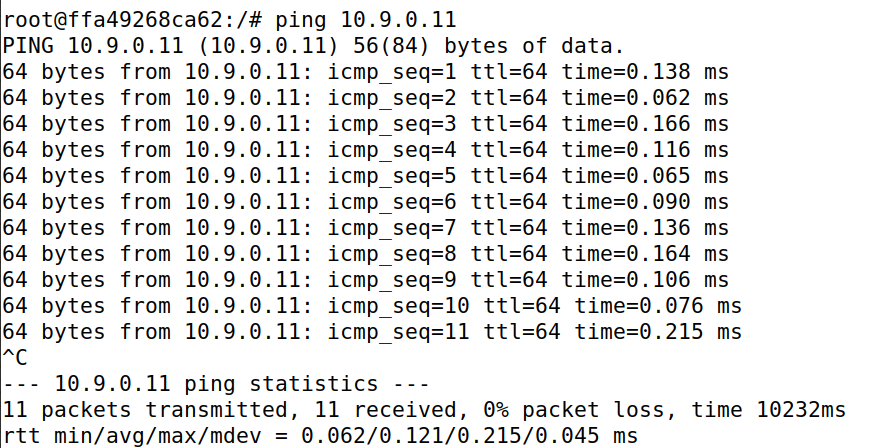 root@ffa49268ca62:/# ping 10.9.0.11
PING 10.9.0.11 (10.9.0.11) 56(84) bytes of data.
64 bytes from 10.9.0.11: icmp_seq=1 ttl=64 time=0.138 ms
64 bytes from 10.9.0.11: icmp_seq=2 ttl=64 time=0.062 ms
64 bytes from 10.9.0.11: icmp_seq=3 ttl=64 time=0.166 ms
64 bytes from 10.9.0.11: icmp_seq=4 ttl=64 time=0.116 ms
64 bytes from 10.9.0.11: icmp_seq=5 ttl=64 time=0.065 ms
64 bytes from 10.9.0.11: icmp_seq=6 ttl=64 time=0.090 ms
64 bytes from 10.9.0.11: icmp_seq=7 ttl=64 time=0.136 ms
64 bytes from 10.9.0.11: icmp_seq=8 ttl=64 time=0.164 ms
64 bytes from 10.9.0.11: icmp_seq=9 ttl=64 time=0.106 ms
64 bytes from 10.9.0.11: icmp_seq=10 ttl=64 time=0.076 ms
64 bytes from 10.9.0.11: icmp_seq=11 ttl=64 time=0.215 ms
^C
--- 10.9.0.11 ping statistics ---
11 packets transmitted, 11 received, 0% packet loss, time 10232ms
rtt min/avg/max/mdev = 0.062/0.121/0.215/0.045 ms